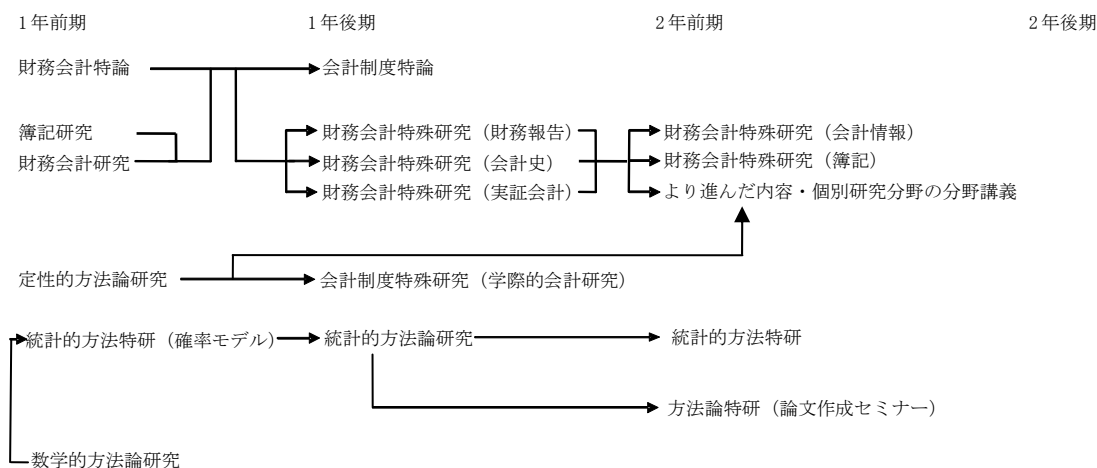 1年前期 1年後期 2年前期 2年後期
財務会計特論 会計制度特論
簿記研究 財務会計特殊研究（財務報告） 財務会計特殊研究（会計情報）
財務会計研究 財務会計特殊研究（会計史） 財務会計特殊研究（簿記）
財務会計特殊研究（実証会計） より進んだ内容・個別研究分野の分野講義
定性的方法論研究 会計制度特殊研究（学際的会計研究）
統計的方法特研（確率モデル） 統計的方法論研究 統計的方法特研
方法論特研（論文作成セミナー）
数学的方法論研究